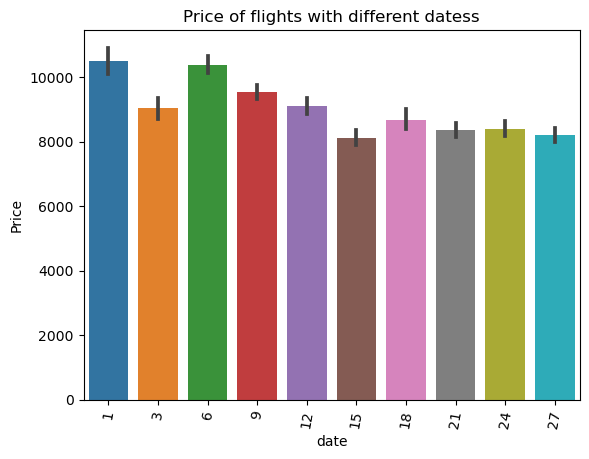 Price of flights with different datess
Price
10000
8000
6000
4000
2000
0
1 3 6 9 12 15 18 21 24 27
date